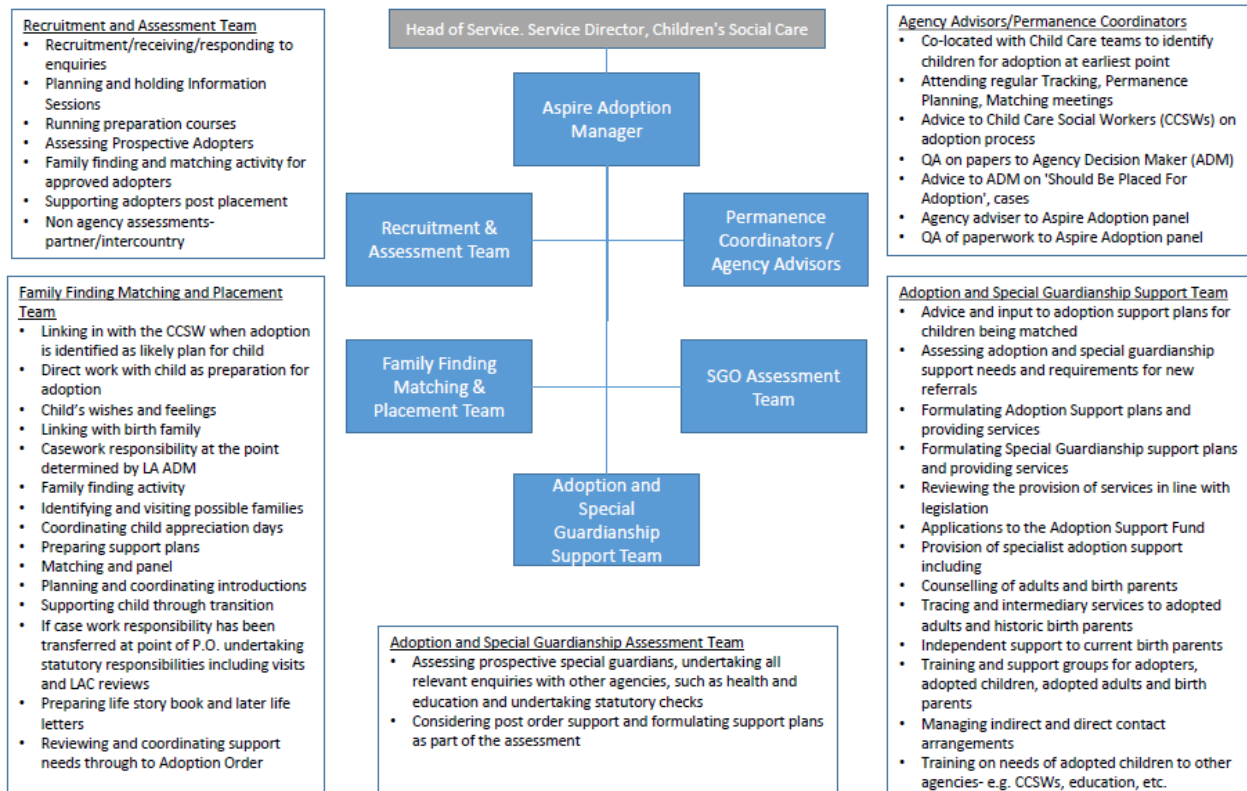 Recruitment and Assessment Team
• Recruitment/receiving/responding to
enquiries
• Planning and holding Information
Sessions
• Running preparation courses
• Assessing Prospective Adopters
• Family finding and matching activity for
approved adopters
• Supporting adopters post placement
• Non agency assessments-
partner/intercountry
Family Finding Matching and Placement
Team
• Linking in with the CCSW when adoption
is identified as likely plan for child
• Direct work with child as preparation for
adoption
• Child's wishes and feelings
• Linking with birth family
• Casework responsibility at the point
determined by LA ADM
• Family finding activity
• Identifying and visiting possible families
• Coordinating child appreciation days
• Preparing support plans
• Matching and panel
• Planning and coordinating introductions
• Supporting child through transition
• If case work responsibility has been
transferred at point of P.O. undertaking
statutory responsibilities including visits
and LAC reviews
• Preparing life story book and later life
letters
• Reviewing and coordinating support
needs through to Adoption Order
Head of Service. Service Director, Children's Social Care
Aspire Adoption
Manager
Recruitment &
Assessment Team
Permanence
Coordinators /
Agency Advisors
Family Finding
Matching &
Placement Team
SGO Assessment
Team
Adoption and
Special
Guardianship
Support Team
Adoption and Special Guardianship Assessment Team
• Assessing prospective special guardians, undertaking all
relevant enquiries with other agencies, such as health and
education and undertaking statutory checks
• Considering post order support and formulating support plans
as part of the assessment
Agency Advisors/Permanence Coordinators
• Co-located with Child Care teams to identify
children for adoption at earliest point
• Attending regular Tracking, Permanence
Planning, Matching meetings
• Advice to Child Care Social Workers (CCSWs) on
adoption process
• QA on papers to Agency Decision Maker (ADM)
• Advice to ADM on 'Should Be Placed For
Adoption', cases
• Agency adviser to Aspire Adoption panel
• QA of paperwork to Aspire Adoption panel
Adoption and Special Guardianship Support Team
• Advice and input to adoption support plans for
children being matched
• Assessing adoption and special guardianship
support needs and requirements for new
referrals
• Formulating Adoption Support plans and
providing services
• Formulating Special Guardianship support plans
and providing services
• Reviewing the provision of services in line with
legislation
• Applications to the Adoption Support Fund
• Provision of specialist adoption support
including
• Counselling of adults and birth parents
• Tracing and intermediary services to adopted
adults and historic birth parents
• Independent support to current birth parents
• Training and support groups for adopters,
adopted children, adopted adults and birth
parents
• Managing indirect and direct contact
arrangements
• Training on needs of adopted children to other
agencies- e.g. CCSWs, education, etc.